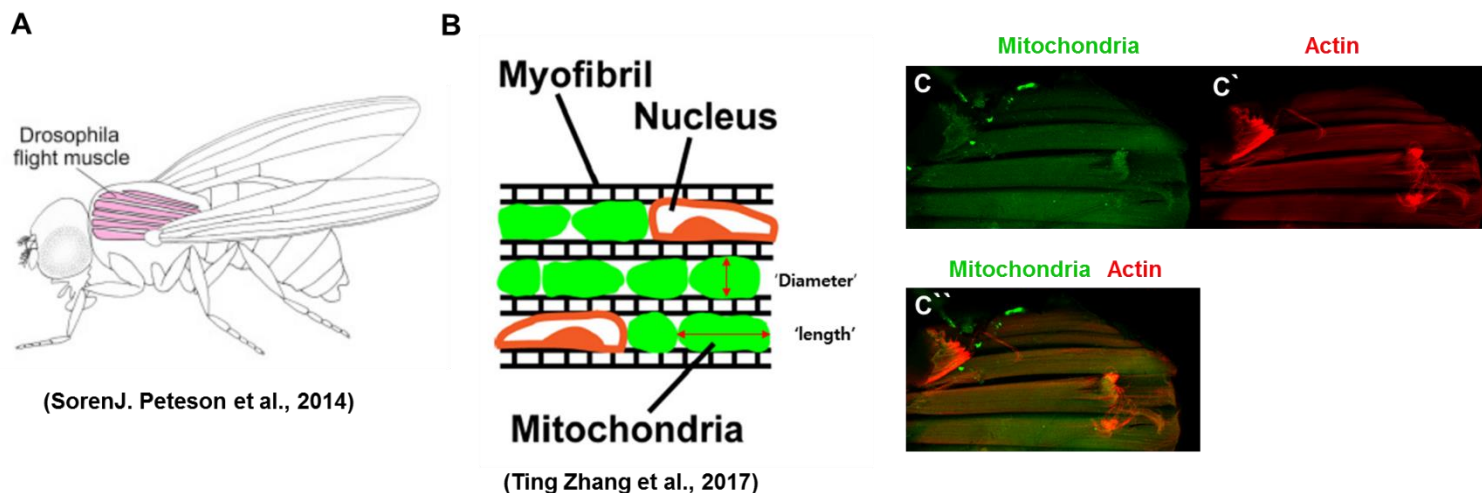 A
Drosophila
flight muscle
(SorenJ. Peteson et al., 2014)
B
Myofibril
Nucleus
'Diameter'
'length'
Mitochondria
(Ting Zhang et al., 2017)
Mitochondria
Actin
C
C`
Mitochondria Actin
C``